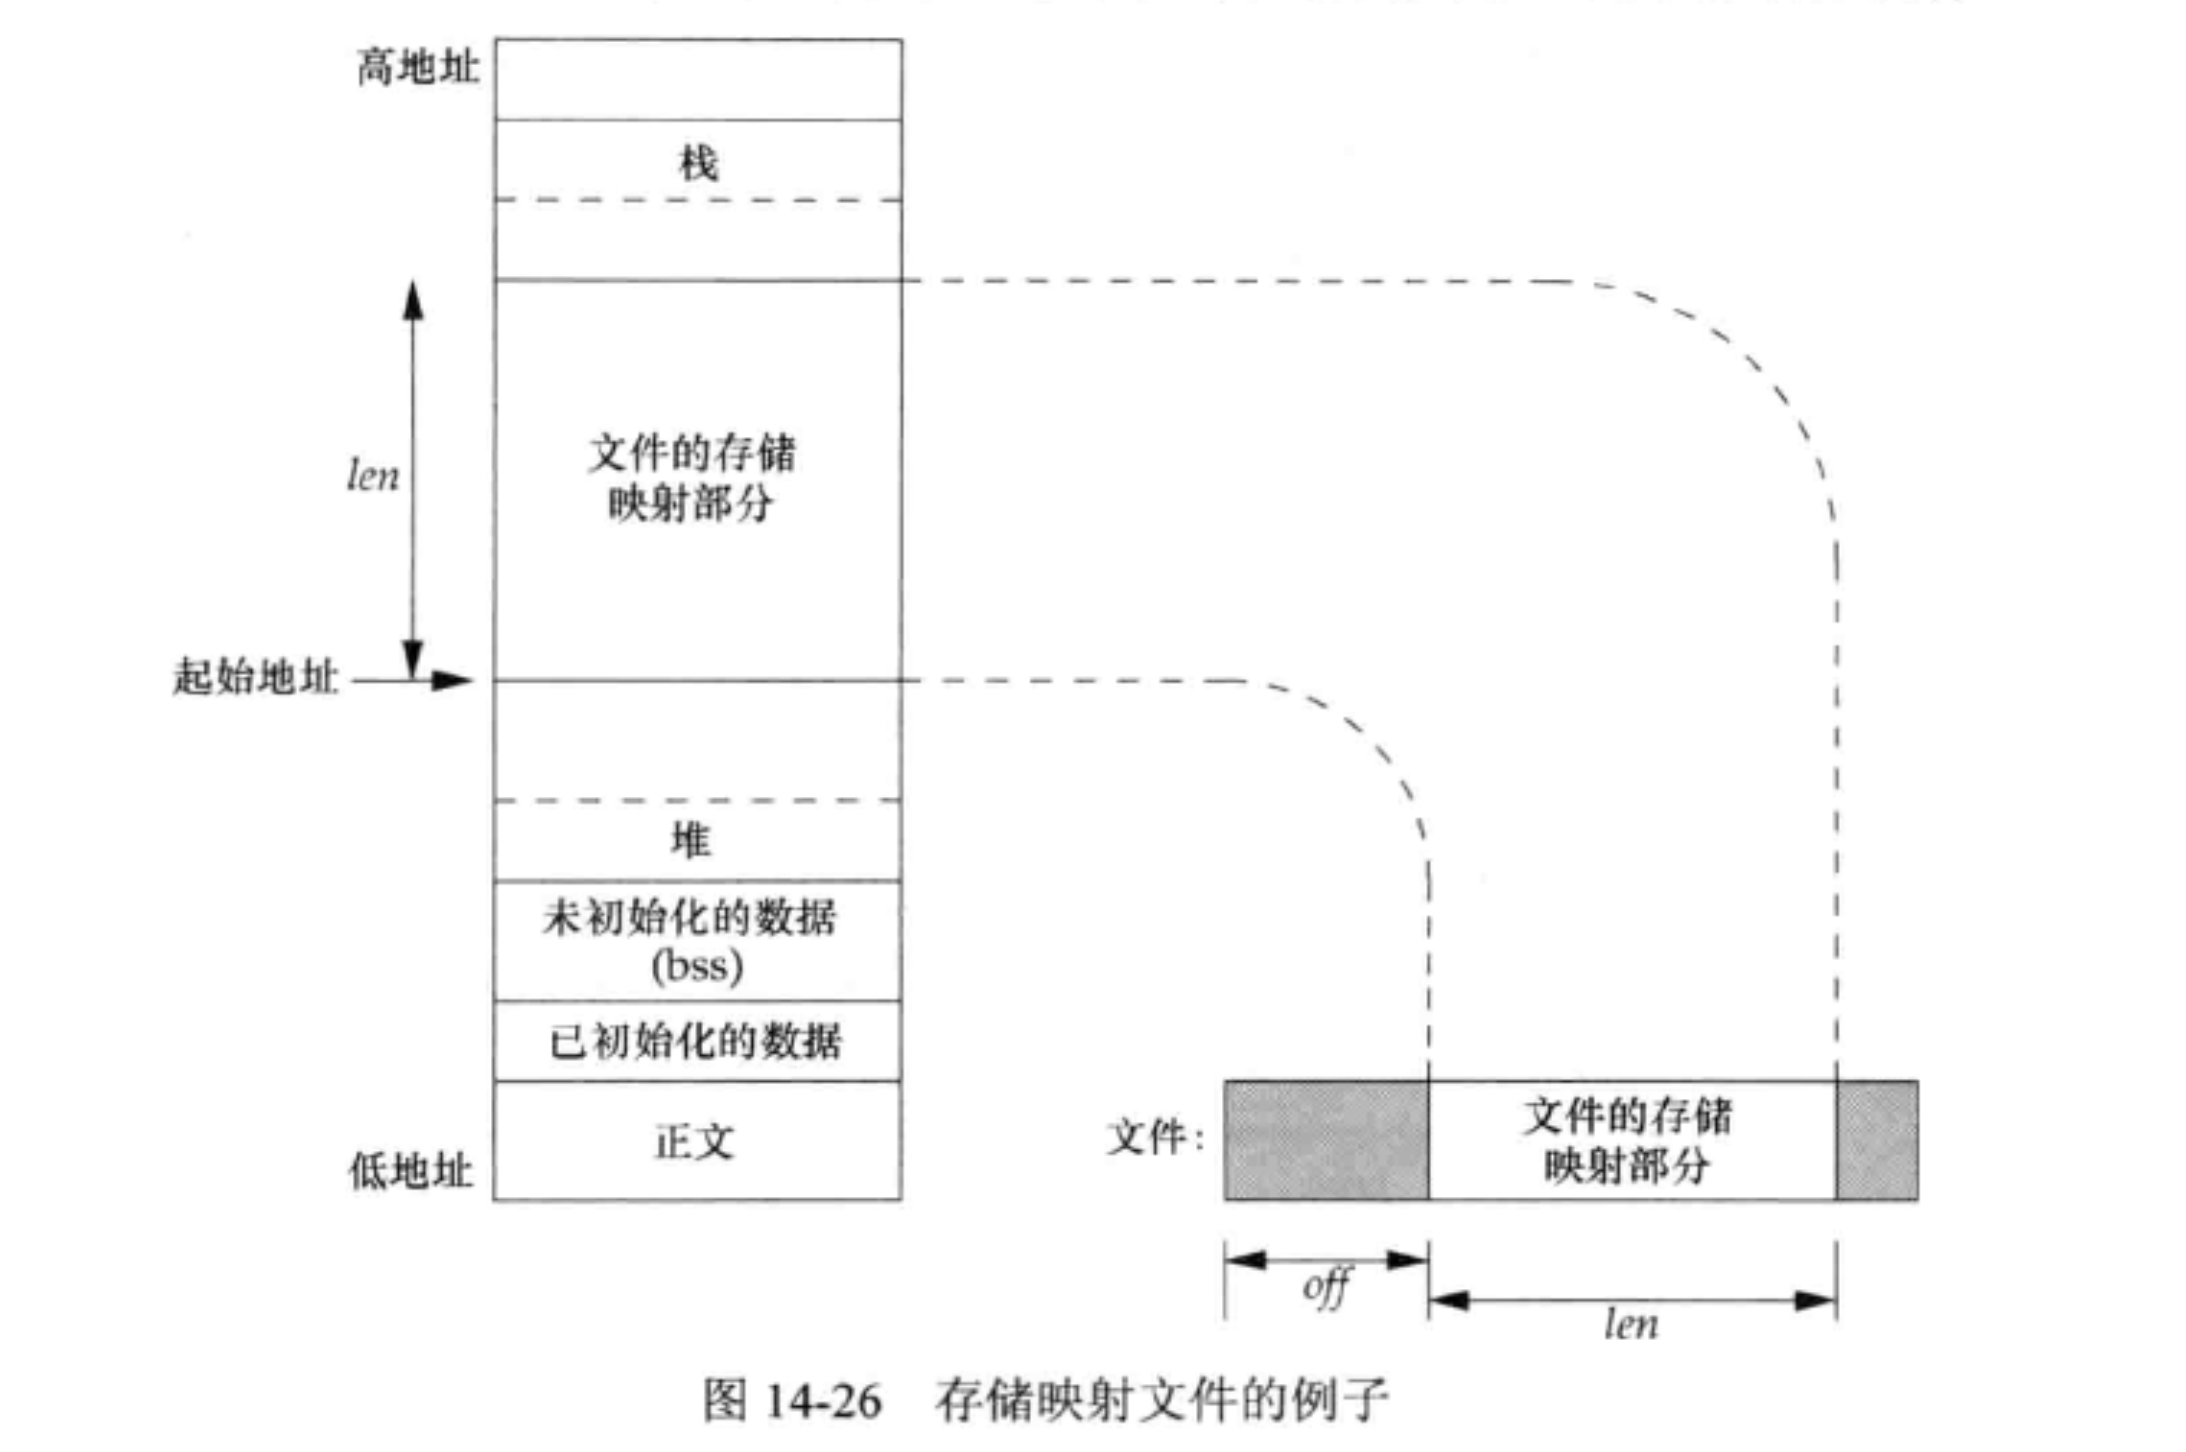 高地址
栈
文件的存储
映射部分
len
起始地址
堆
未初始化的数据
(bss)
已初始化的数据
正文
低地址
文件:
文件的存储
映射部分
off
len
图 14-26 存储映射文件的例子